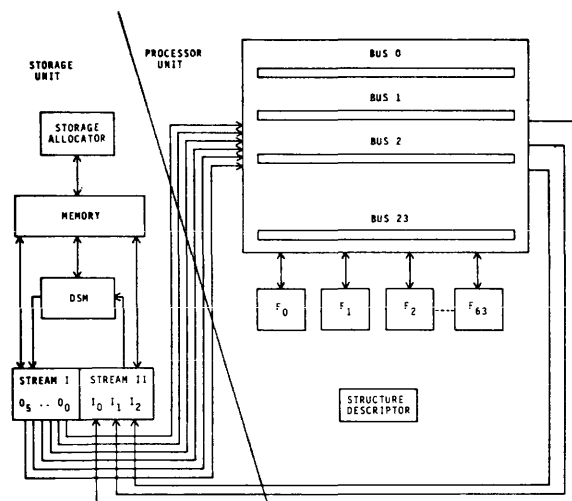 STORAGE
UNIT
PROCESSOR
UNIT
BUS 0
BUS 1
BUS 2
BUS 23
STORAGE
ALLOCATOR
MEMORY
DSM
STREAM I
O5 .. O0
STREAM II
I0 I1 I2
F0
F1
F2
F63
STRUCTURE
DESCRIPTOR